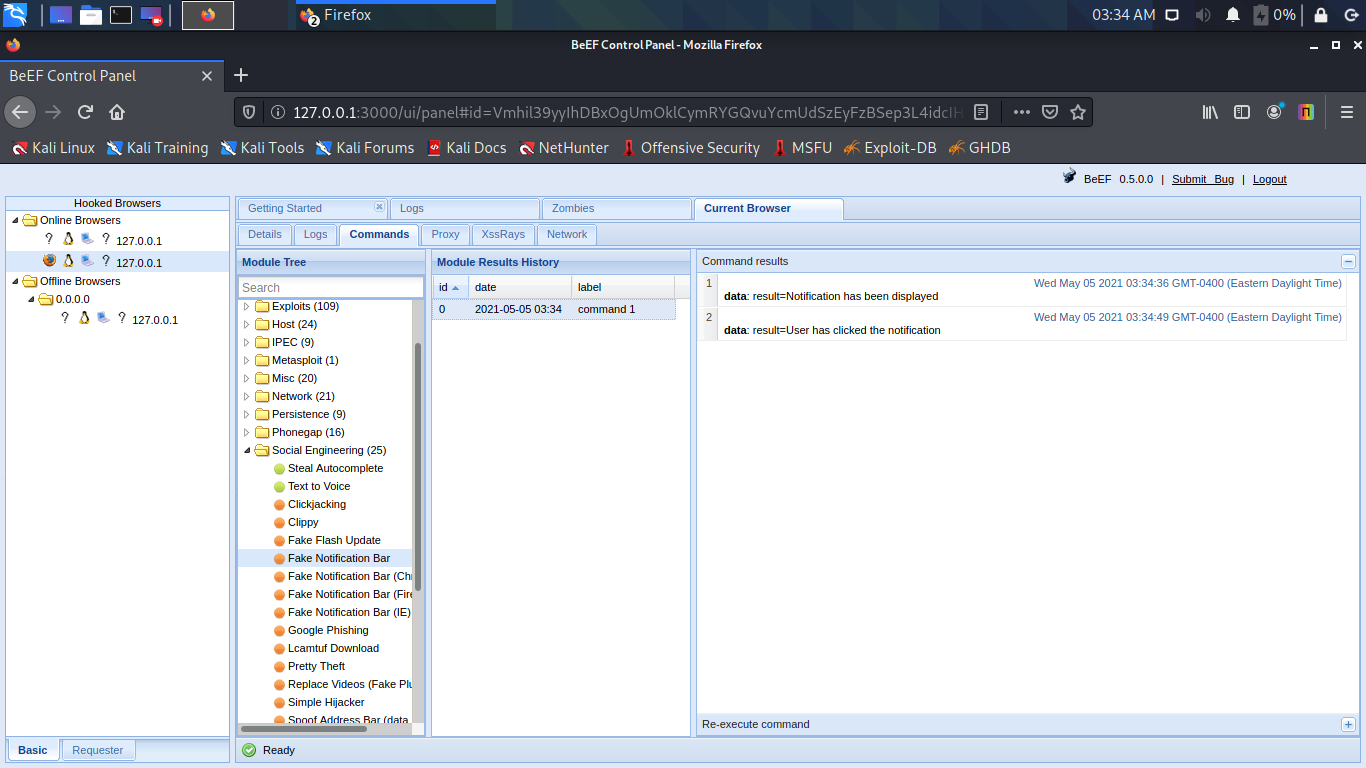 Firefox
2
03:34 AM
0%
BeEF Control Panel - Mozilla Firefox
BeEF Control Panel
127.0.0.1:3000/ui/panel#id=
Kali Linux Kali Training Kali Tools Kali Forums Kali Docs NetHunter Offensive Security MSFU Exploit-DB GHDB
BeEF 0.5.0.0 | Submit Bug | Logout
Hooked Browsers
Online Browsers
? ? 127.0.0.1
? 127.0.0.1
Offline Browsers
0.0.0.0
? ? 127.0.0.1
Basic Requester
Getting Started Logs Zombies Current Browser
Details Logs Commands Proxy XssRays Network
Module Tree
Search
Exploits (109)
Host (24)
IPEC (9)
Metasploit (1)
Misc (20)
Network (21)
Persistence (9)
Phonegap (16)
Social Engineering (25)
Steal Autocomplete
Text to Voice
Clickjacking
Clippy
Fake Flash Update
Fake Notification Bar
Fake Notification Bar (Chr
Fake Notification Bar (Fire
Fake Notification Bar (IE)
Google Phishing
Lcamtuf Download
Pretty Theft
Replace Videos (Fake Plu
Simple Hijacker
Spoof Address Bar (data
Module Results History
id date label
0 2021-05-05 03:34 command 1
Command results
1 Wed May 05 2021 03:34:36 GMT-0400 (Eastern Daylight Time)
data: result=Notification has been displayed
2 Wed May 05 2021 03:34:49 GMT-0400 (Eastern Daylight Time)
data: result=User has clicked the notification
Re-execute command
Ready